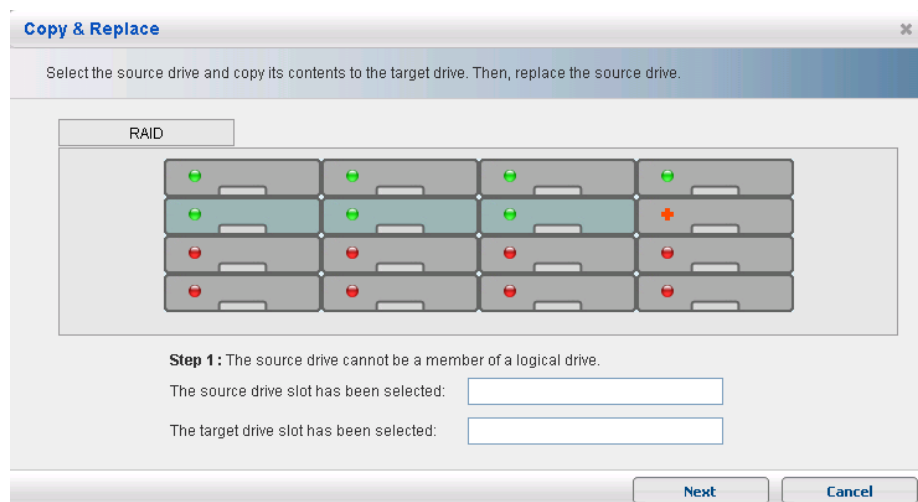 Copy & Replace
Select the source drive and copy its contents to the target drive. Then, replace the source drive.
RAID
Step 1 : The source drive cannot be a member of a logical drive.
The source drive slot has been selected:
The target drive slot has been selected:
Next
Cancel